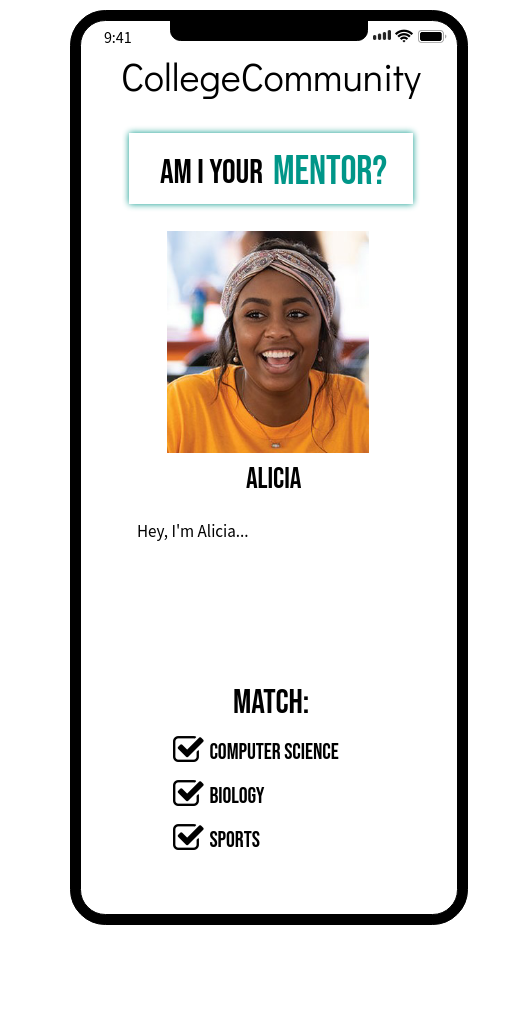 9:41
CollegeCommunity
AM I YOUR MENTOR?
ALICIA
Hey, I'm Alicia...
MATCH:
COMPUTER SCIENCE
BIOLOGY
SPORTS